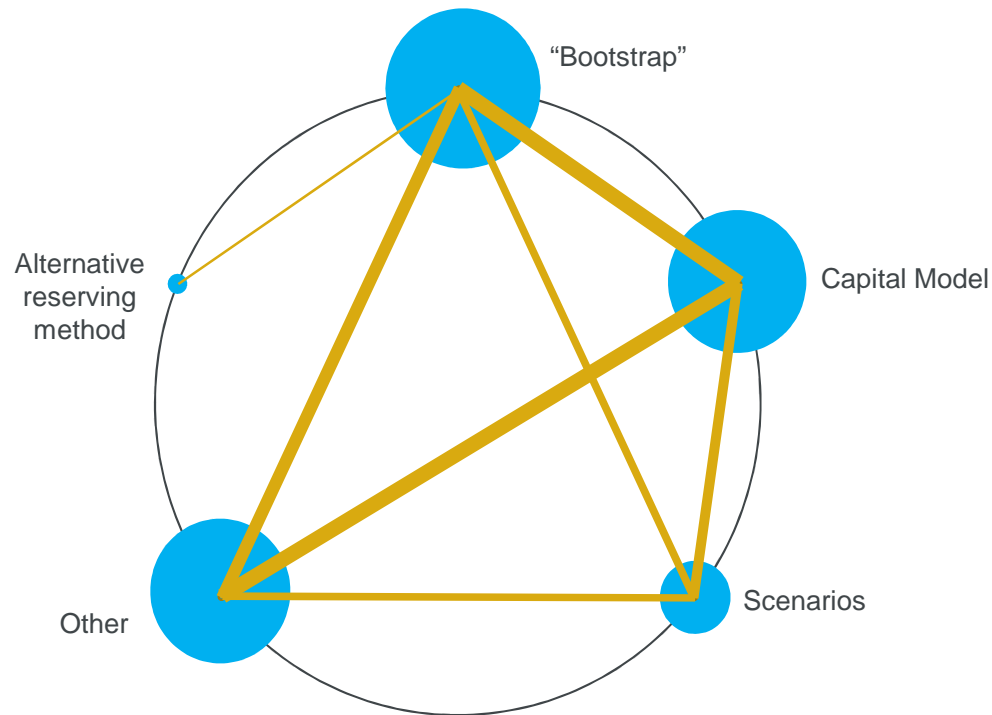 “Bootstrap”
Capital Model
Alternative
reserving
method
Scenarios
Other